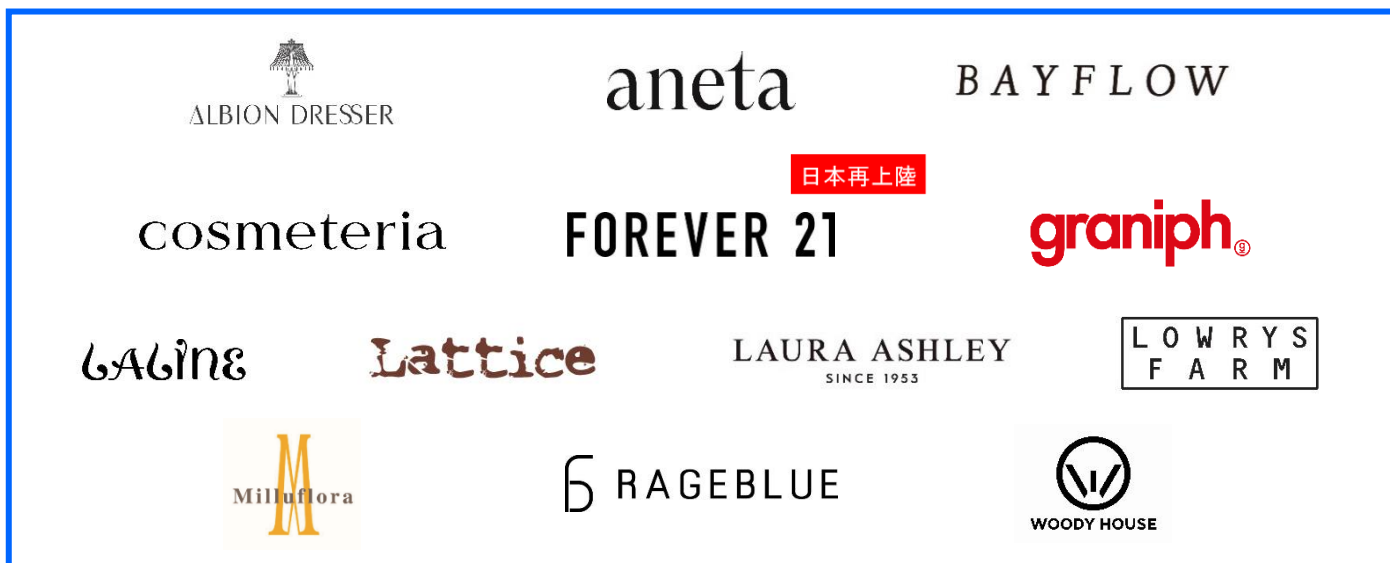 ALBION DRESSER
aneta
BAYFLOW
cosmeteria
日本再上陸
FOREVER 21
graniph
g
LALINE
Lattice
LAURA ASHLEY
SINCE 1953
LOWRYS
FARM
M
Milluflora
RAGEBLUE
W
WOODY HOUSE